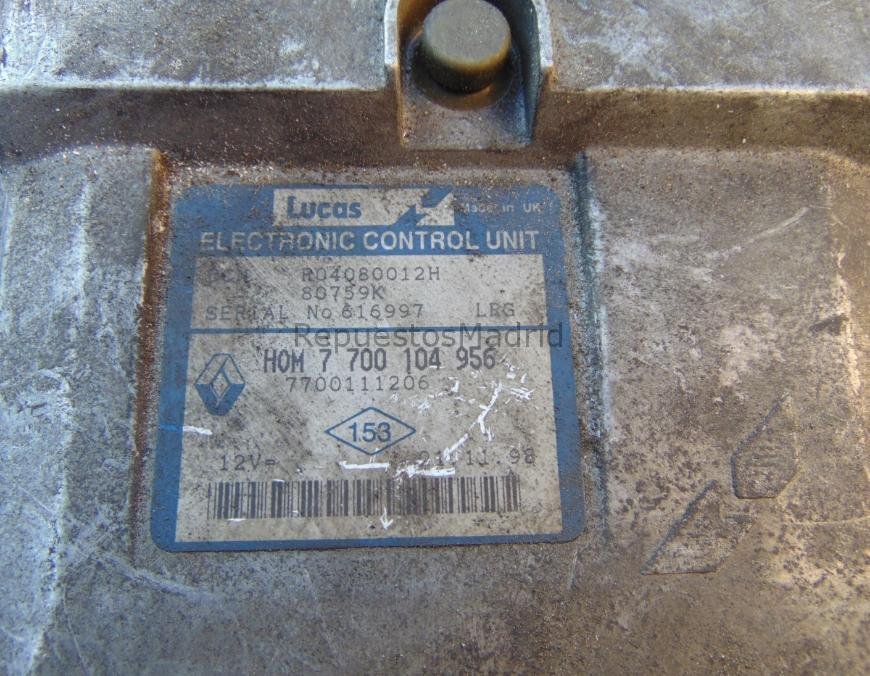 Lucas Made in UK
ELECTRONIC CONTROL UNIT
R04080012H
80759K
SERIAL No 616997 LRG
RepuestosMadrid
HOM 7 700 104 956
7700111206
153
12V= 21.11.98